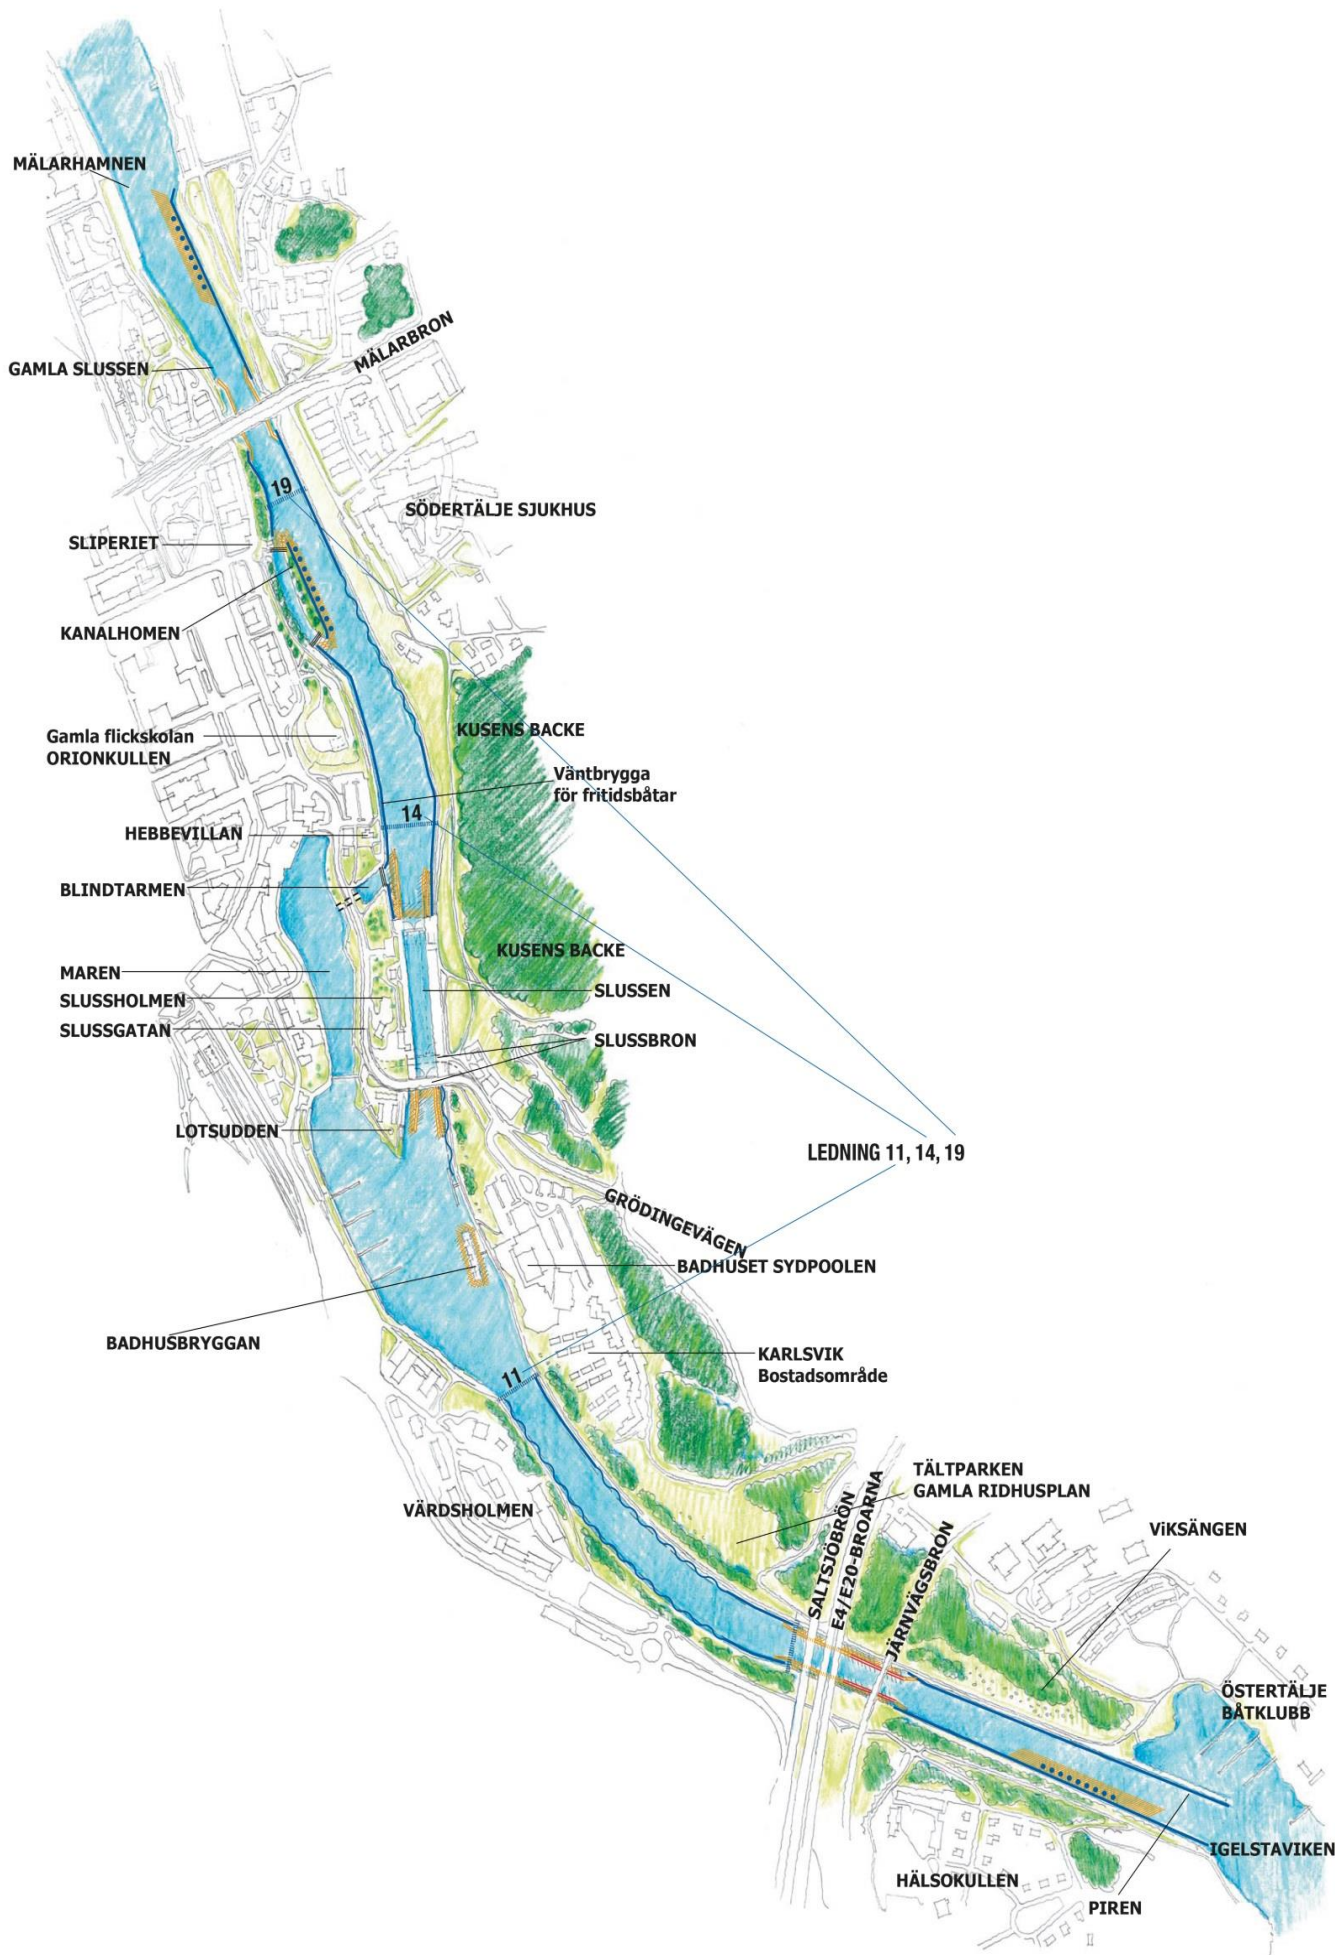 MÄLARHAMNEN
GAMLA SLUSSEN
MÄLARBRON
19
SÖDERTÄLJE SJUKHUS
SLIPERIET
KANALHOMEN
Gamla flickskolan
ORIONKULLEN
KUSENS BACKE
Väntbrygga
för fritidsbåtar
14
HEBBEVILLAN
BLINDTARMEN
KUSENS BACKE
MAREN
SLUSSEN
SLUSSHOLMEN
SLUSSGATAN
SLUSSBRON
LOTSUDDEN
LEDNING 11, 14, 19
GRÖDINGEVÄGEN
BADHUSET SYDPOOLEN
BADHUSBRYGGAN
KARLSVIK
Bostadsområde
11
VÄRDSHOLMEN
TÄLTPARKEN
GAMLA RIDHUSPLAN
SALTSJÖBRÖN
E4/E20-BROARNA
JÄRNVÄGSBRON
ViKSÄNGEN
ÖSTERTÄLJE
BÅTKLUBB
IGELSTAVIKEN
HÄLSOKULLEN
PIREN